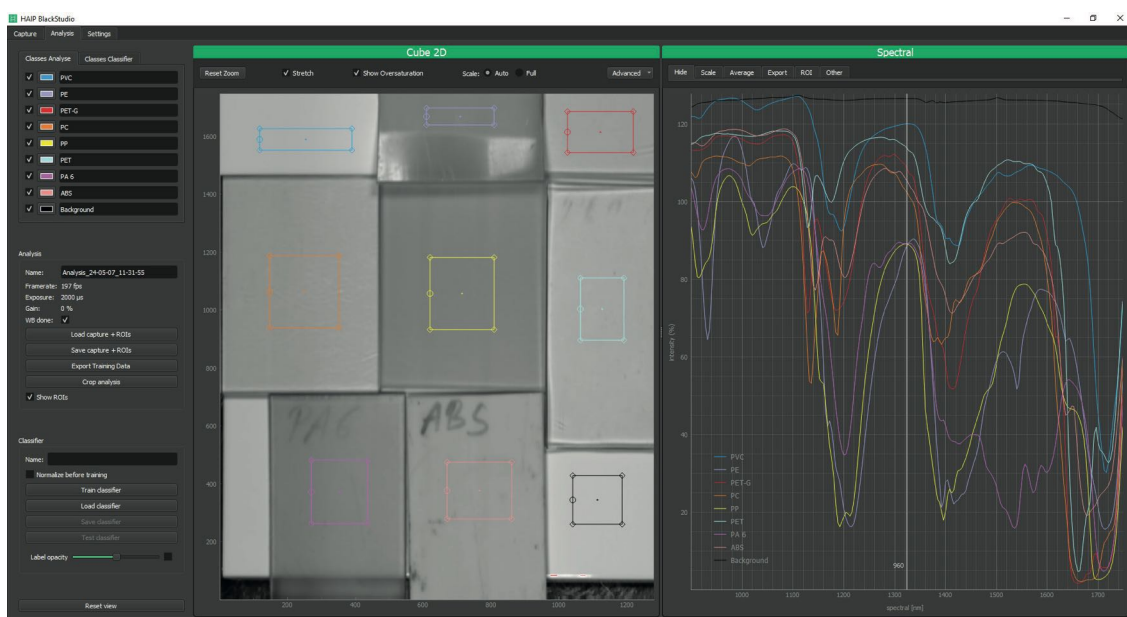 HAIP BlackStudio
Capture Analysis Settings
Classes Analyse Classes Classifier
PVC
PE
PET-G
PC
PP
PET
PA 6
ABS
Background
Analysis
Name: Analysis_24-05-07_11-31-55
Framerate: 197 fps
Exposure: 2000 µs
Gain: 0 %
WB done:
Load capture + ROIs
Save capture + ROIs
Export Training Data
Crop analysis
Show ROIs
Classifier
Name:
Normalize before training
Train classifier
Load classifier
Save classifier
Test classifier
Label opacity
Reset view
Cube 2D
Reset Zoom Stretch Show Oversaturation Scale: Auto Full Advanced
1600
1400
1200
1000
800
600
400
200
200 400 600 800 1000 1200
PA6
ABS
Spectral
Hide Scale Average Export ROI Other
120
100
80
60
40
20
intensity (%)
PVC
PE
PET-G
PC
PP
PET
PA 6
ABS
Background
960
1000 1100 1200 1300 1400 1500 1600 1700
spectral [nm]